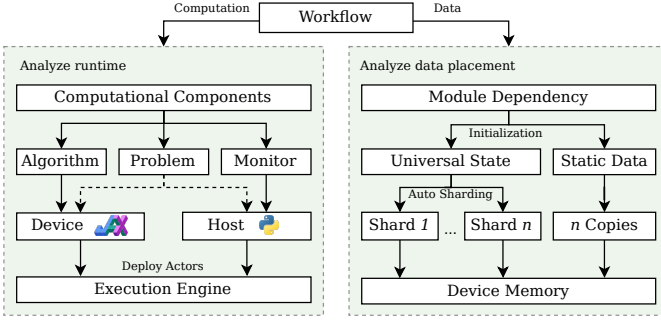 Computation
Workflow
Data
Analyze runtime
Computational Components
Algorithm
Problem
Monitor
Device JAX
Host
Deploy Actors
Execution Engine
Analyze data placement
Module Dependency
Initialization
Universal State
Static Data
Auto Sharding
Shard 1
...
Shard n
n Copies
Device Memory